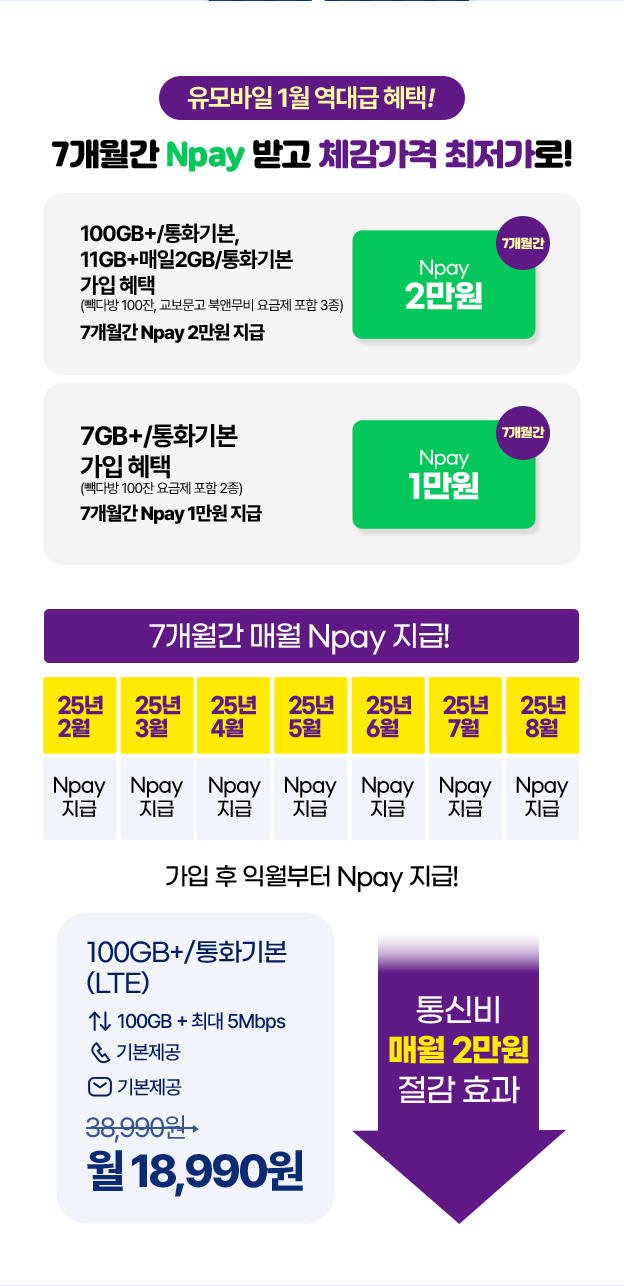 유모바일 1월 역대급 혜택!
7개월간 Npay 받고 체감가격 최저가로!
100GB+/통화기본,
11GB+매일2GB/통화기본
가입 혜택
(빽다방 100잔, 교보문고 북앤무비 요금제 포함 3종)
7개월간 Npay 2만원 지급
7개월간
Npay
2만원
7GB+/통화기본
가입 혜택
(빽다방 100잔 요금제 포함 2종)
7개월간 Npay 1만원 지급
7개월간
Npay
1만원
7개월간 매월 Npay 지급!
25년 25년 25년 25년 25년 25년 25년
2월 3월 4월 5월 6월 7월 8월
Npay Npay Npay Npay Npay Npay Npay
지급 지급 지급 지급 지급 지급 지급
가입 후 익월부터 Npay 지급!
100GB+/통화기본
(LTE)
100GB + 최대 5Mbps
기본제공
기본제공
38,990원
월 18,990원
통신비
매월 2만원
절감 효과